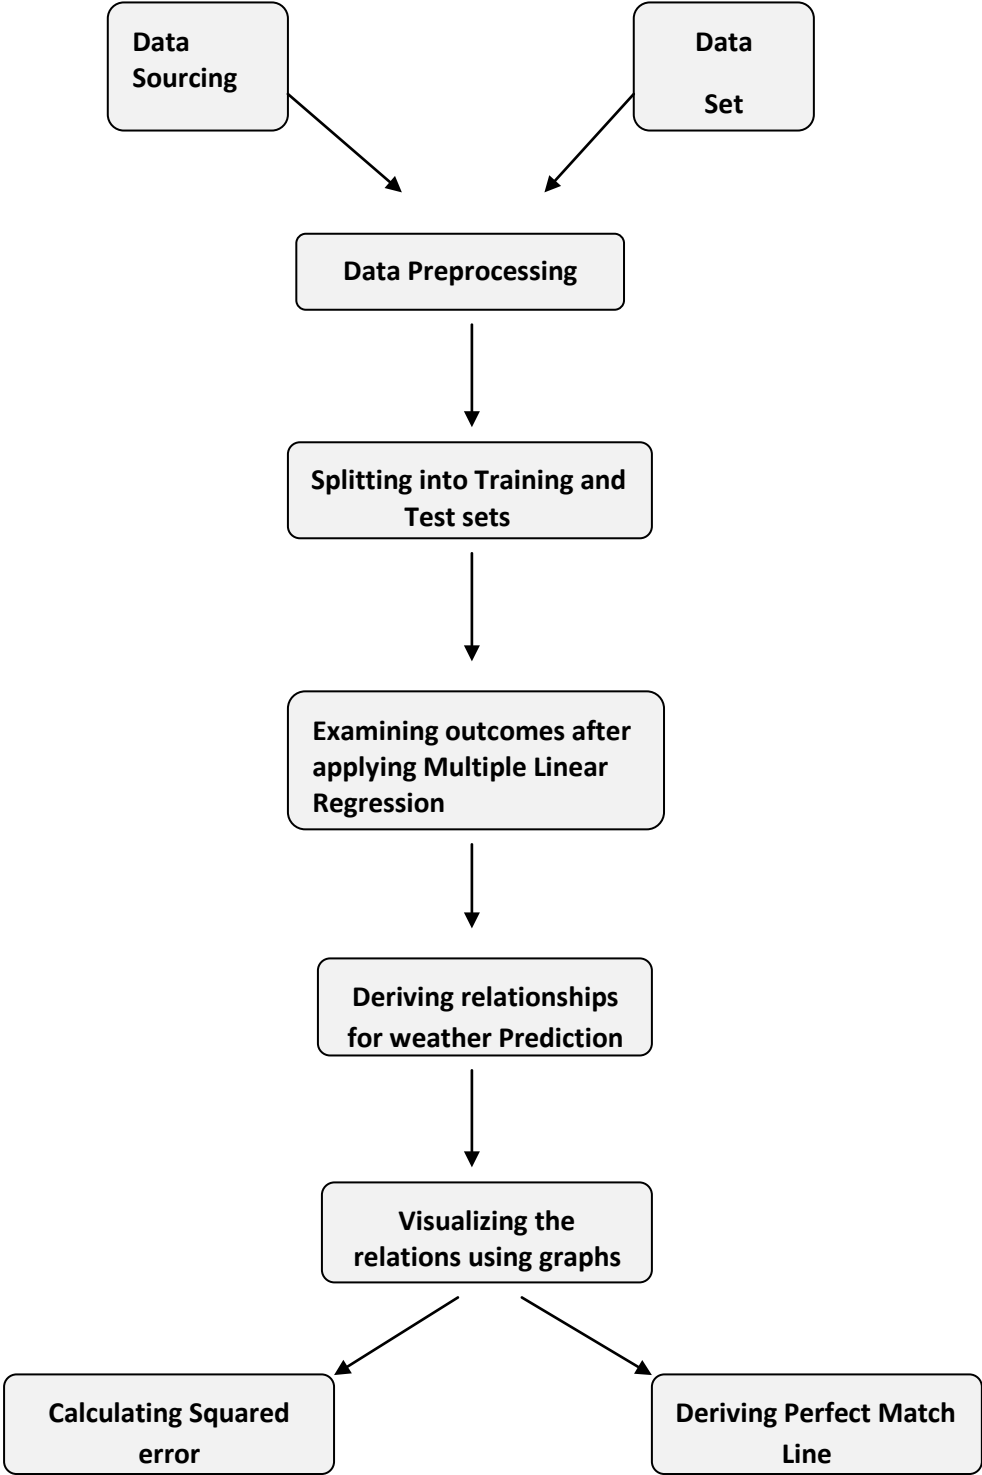 Data
Sourcing
Data
Set
Data Preprocessing
Splitting into Training and
Test sets
Examining outcomes after
applying Multiple Linear
Regression
Deriving relationships
for weather Prediction
Visualizing the
relations using graphs
Calculating Squared
error
Deriving Perfect Match
Line